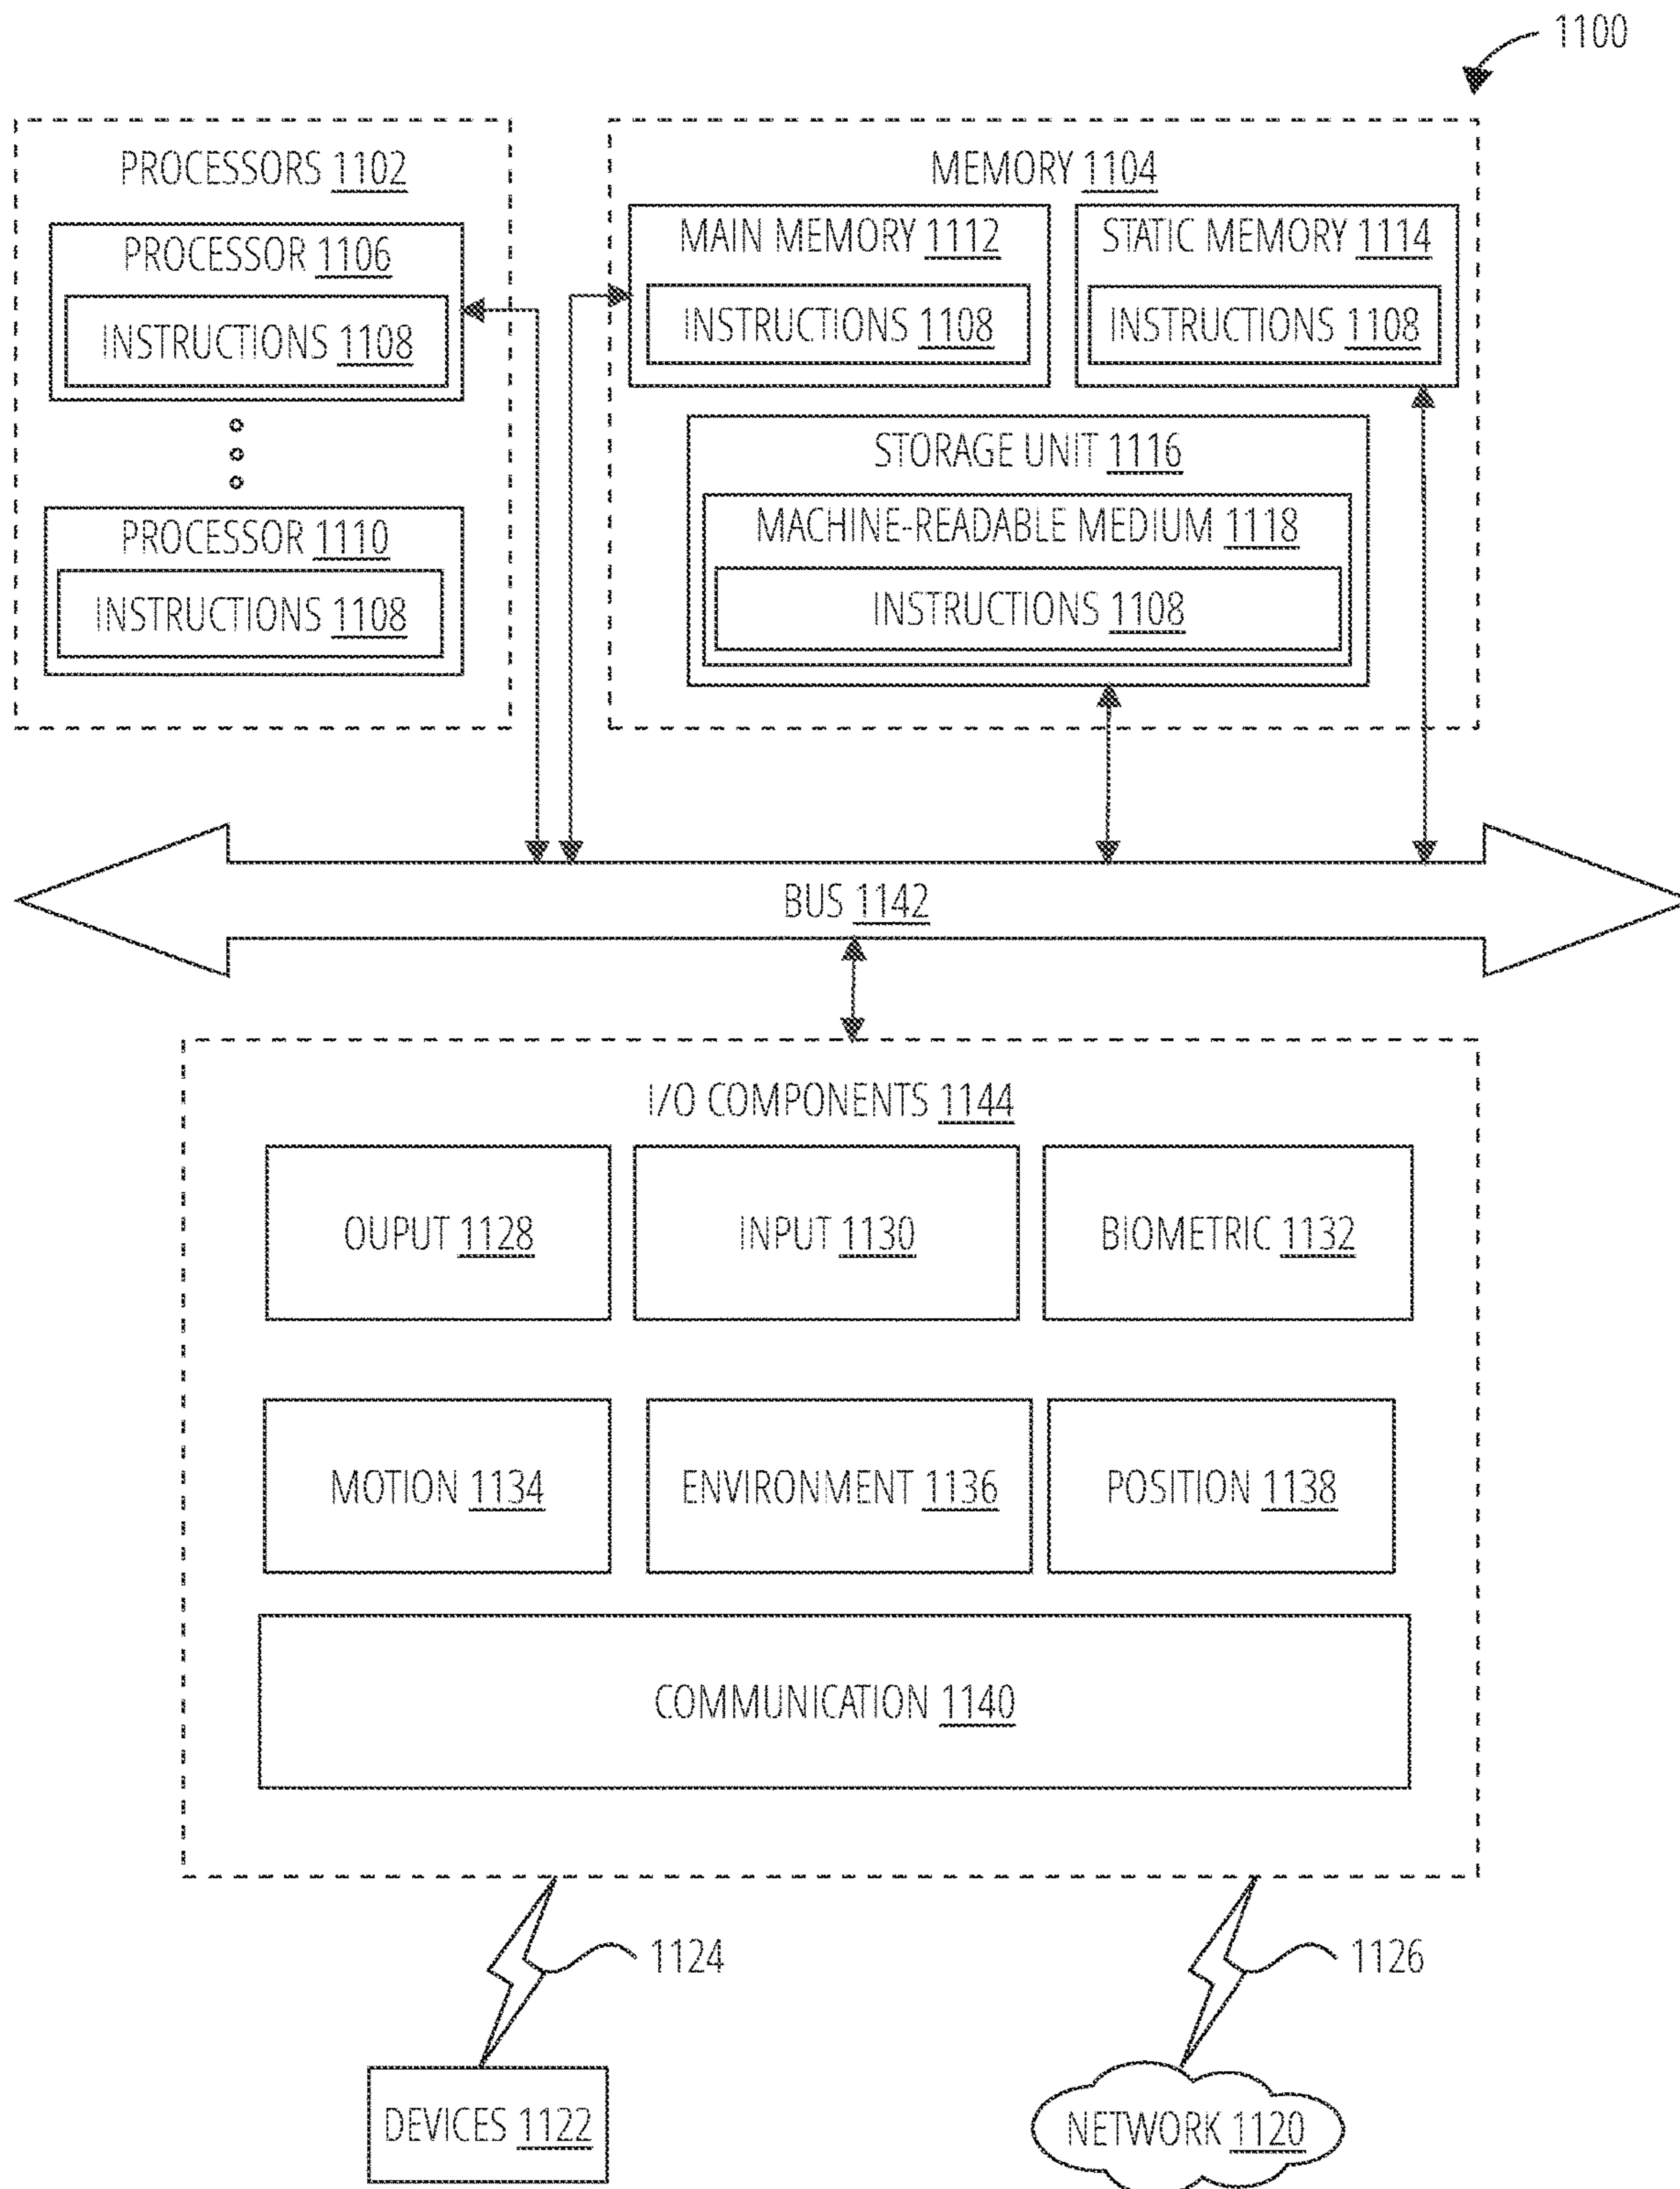 1100
PROCESSORS 1102
PROCESSOR 1106
INSTRUCTIONS 1108
PROCESSOR 1110
INSTRUCTIONS 1108
MEMORY 1104
MAIN MEMORY 1112
INSTRUCTIONS 1108
STATIC MEMORY 1114
INSTRUCTIONS 1108
STORAGE UNIT 1116
MACHINE-READABLE MEDIUM 1118
INSTRUCTIONS 1108
BUS 1142
I/O COMPONENTS 1144
OUPUT 1128
INPUT 1130
BIOMETRIC 1132
MOTION 1134
ENVIRONMENT 1136
POSITION 1138
COMMUNICATION 1140
1124
1126
DEVICES 1122
NETWORK 1120